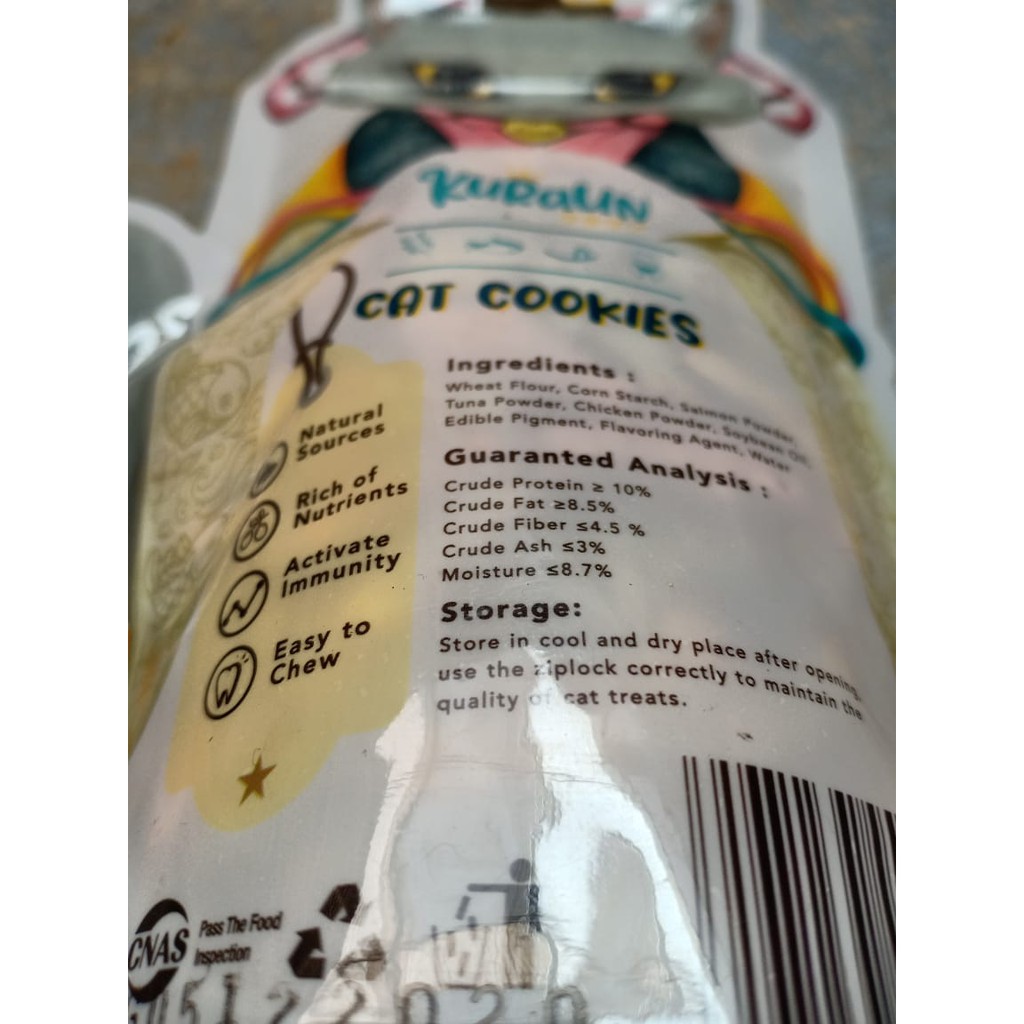 KURAUN
CAT COOKIES
Ingredients :
Wheat Flour, Corn Starch, Salmon Powder,
Tuna Powder, Chicken Powder, Soybean Oil,
Edible Pigment, Flavoring Agent, Water
Guaranted Analysis :
Crude Protein ≥ 10%
Crude Fat ≥8.5%
Crude Fiber ≤4.5 %
Crude Ash ≤3%
Moisture ≤8.7%
Storage:
Store in cool and dry place after opening,
use the ziplock correctly to maintain the
quality of cat treats.
Natural
Sources
Rich of
Nutrients
Activate
Immunity
Easy to
Chew
CNAS
Pass The Food
Inspection